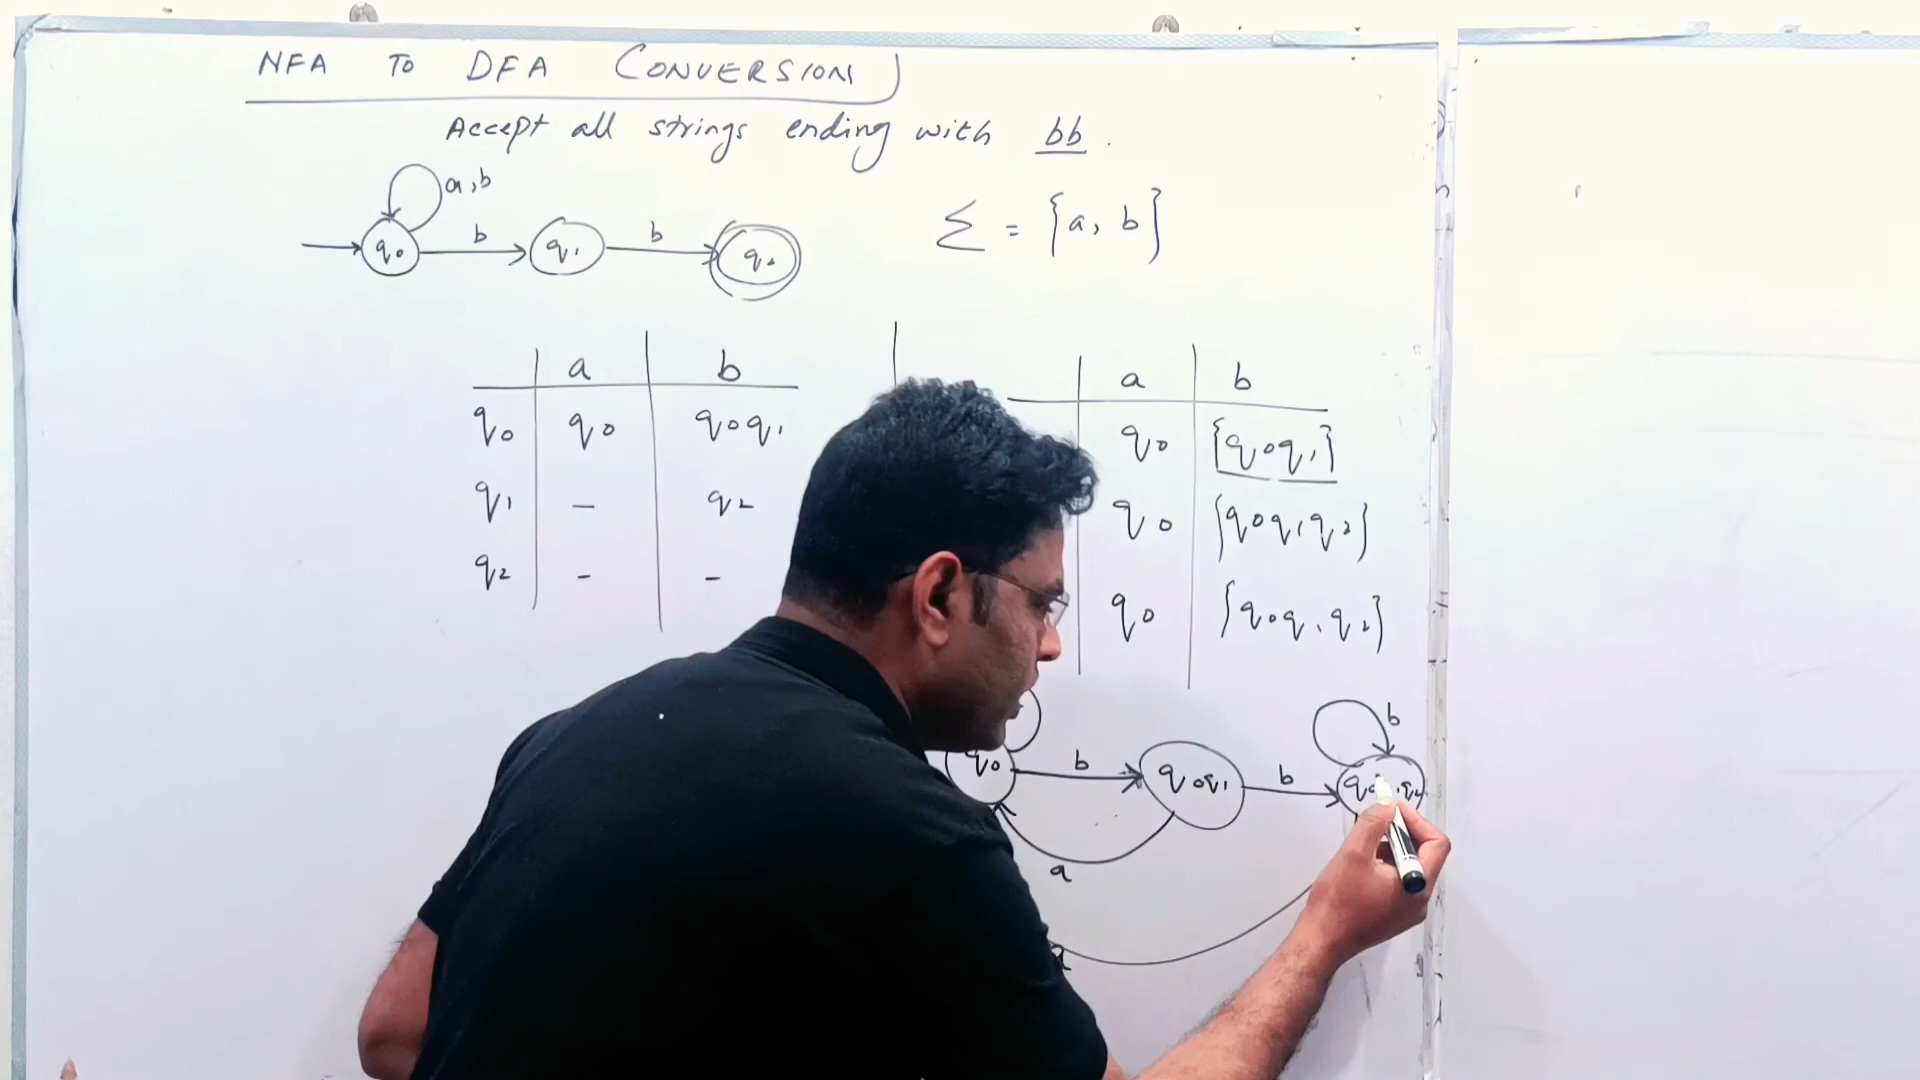 NFA To DFA CONVERSION
Accept all strings ending with bb.
a, b
q0 b q1 b q2
Σ = {a, b}
a b
q0 q0 q0q1
q1 - q2
q2 - -
a b
q0 {q0q1}
q0 {q0q1q2}
q0 {q0q1q2}
b
q0 b q0q1 b
a
a